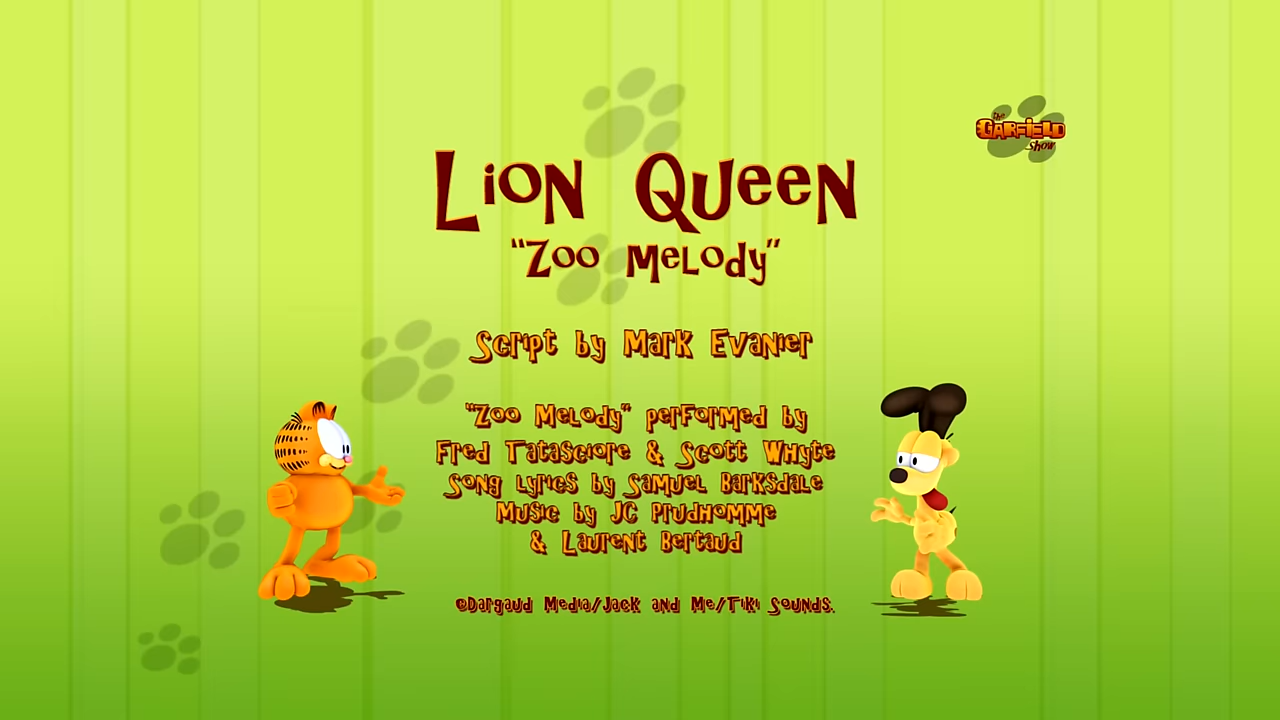 the
GARFIELD
Show
Lion Queen
"Zoo Melody"
Script by Mark Evanier
"Zoo Melody" performed by
Fred Tatasciore & Scott Whyte
Song lyrics by Samuel Barksdale
Music by JC Prudhomme
& Laurent Bertaud
©Dargaud Media/Jack and Me/Tiki Sounds.